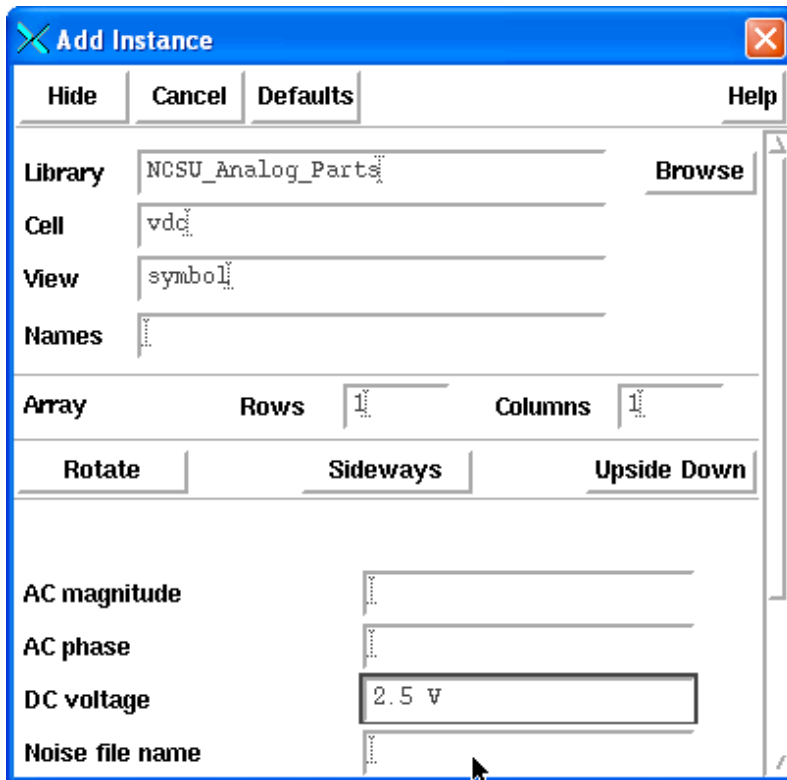 Add Instance
Hide Cancel Defaults Help
Library NCSU_Analog_Parts Browse
Cell vdc
View symbol
Names
Array Rows 1 Columns 1
Rotate Sideways Upside Down
AC magnitude
AC phase
DC voltage 2.5 V
Noise file name